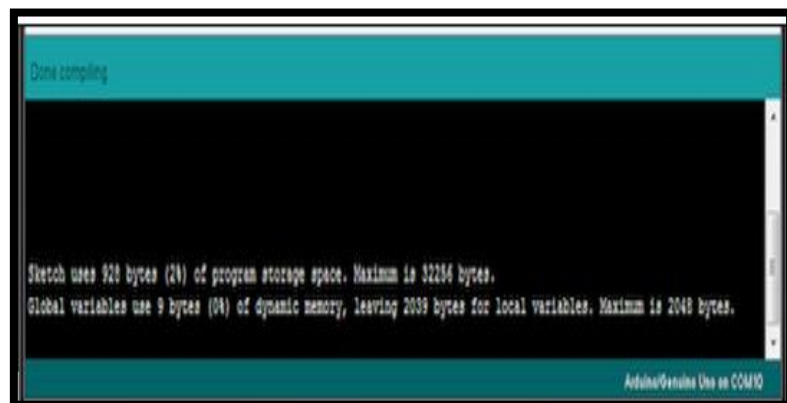 Done compiling
Sketch uses 928 bytes (2%) of program storage space. Maximum is 32256 bytes.
Global variables use 9 bytes (0%) of dynamic memory, leaving 2039 bytes for local variables. Maximum is 2048 bytes.
Arduino/Genuino Uno on COM10